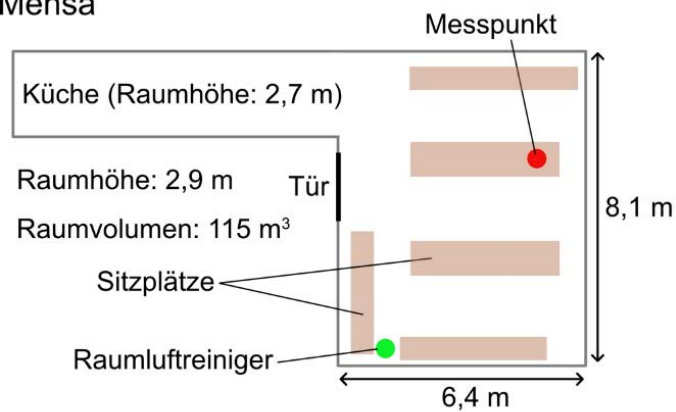 Mensa
Messpunkt
Küche (Raumhöhe: 2,7 m)
Raumhöhe: 2,9 m
Tür
Raumvolumen: 115 m³
8,1 m
Sitzplätze
Raumluftreiniger
6,4 m